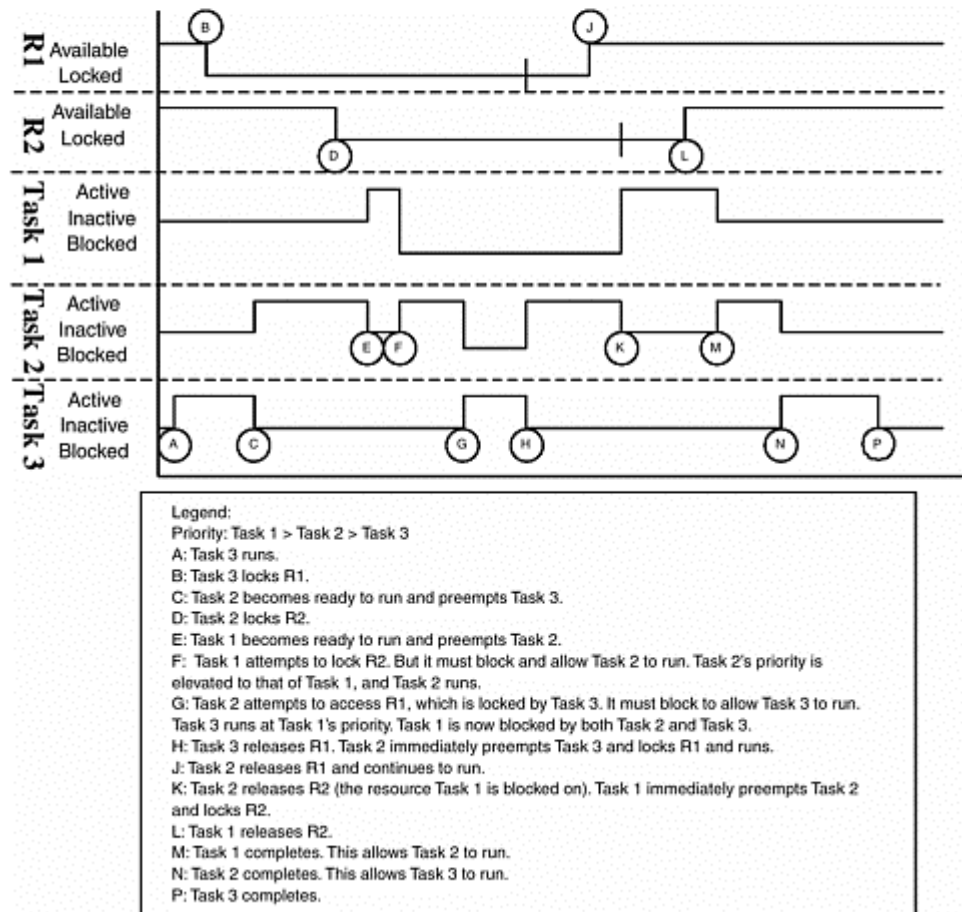 B
J
R1
Available
Locked
R2
Available
Locked
D
L
Task 1
Active
Inactive
Blocked
Task 2
Active
Inactive
Blocked
E
F
K
M
Task 3
Active
Inactive
Blocked
A
C
G
H
N
P
Legend:
Priority: Task 1 > Task 2 > Task 3
A: Task 3 runs.
B: Task 3 locks R1.
C: Task 2 becomes ready to run and preempts Task 3.
D: Task 2 locks R2.
E: Task 1 becomes ready to run and preempts Task 2.
F: Task 1 attempts to lock R2. But it must block and allow Task 2 to run. Task 2's priority is
elevated to that of Task 1, and Task 2 runs.
G: Task 2 attempts to access R1, which is locked by Task 3. It must block to allow Task 3 to run.
Task 3 runs at Task 1's priority. Task 1 is now blocked by both Task 2 and Task 3.
H: Task 3 releases R1. Task 2 immediately preempts Task 3 and locks R1 and runs.
J: Task 2 releases R1 and continues to run.
K: Task 2 releases R2 (the resource Task 1 is blocked on). Task 1 immediately preempts Task 2
and locks R2.
L: Task 1 releases R2.
M: Task 1 completes. This allows Task 2 to run.
N: Task 2 completes. This allows Task 3 to run.
P: Task 3 completes.